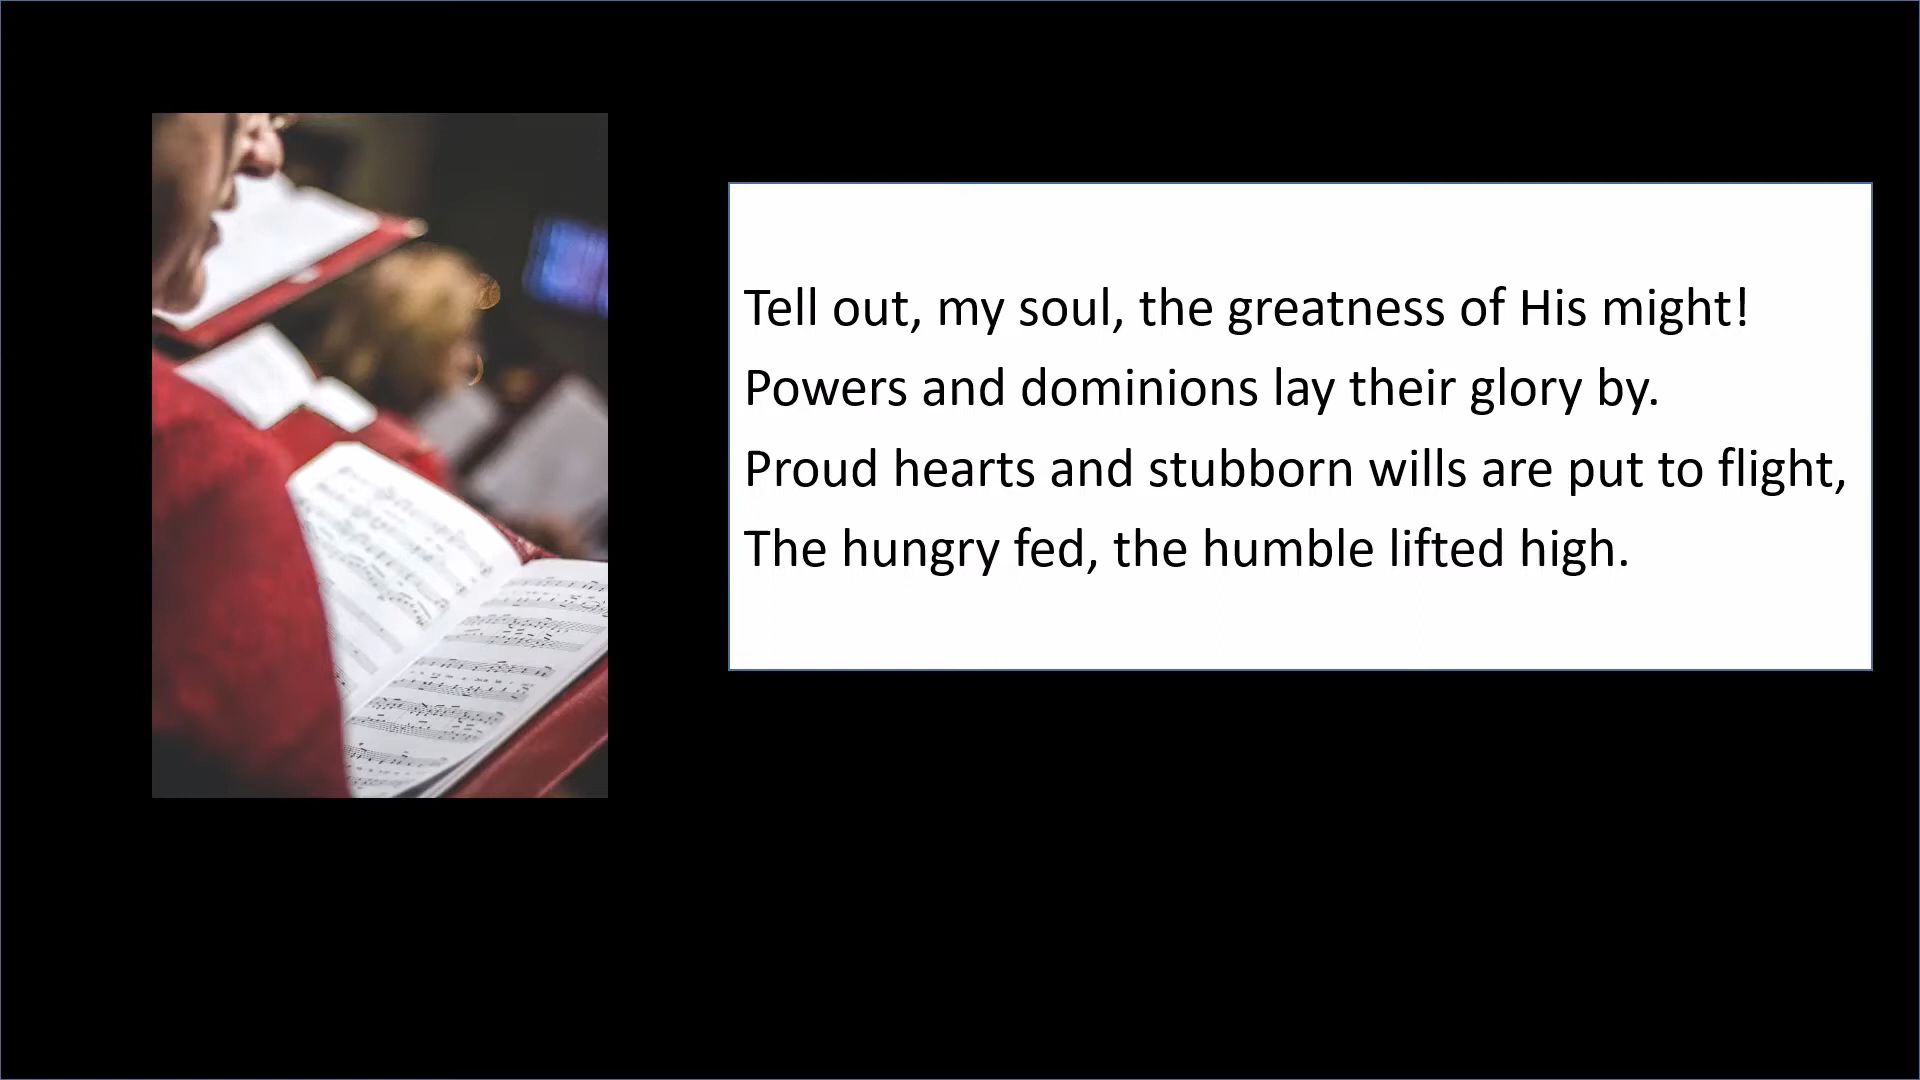 Tell out, my soul, the greatness of His might!
Powers and dominions lay their glory by.
Proud hearts and stubborn wills are put to flight,
The hungry fed, the humble lifted high.